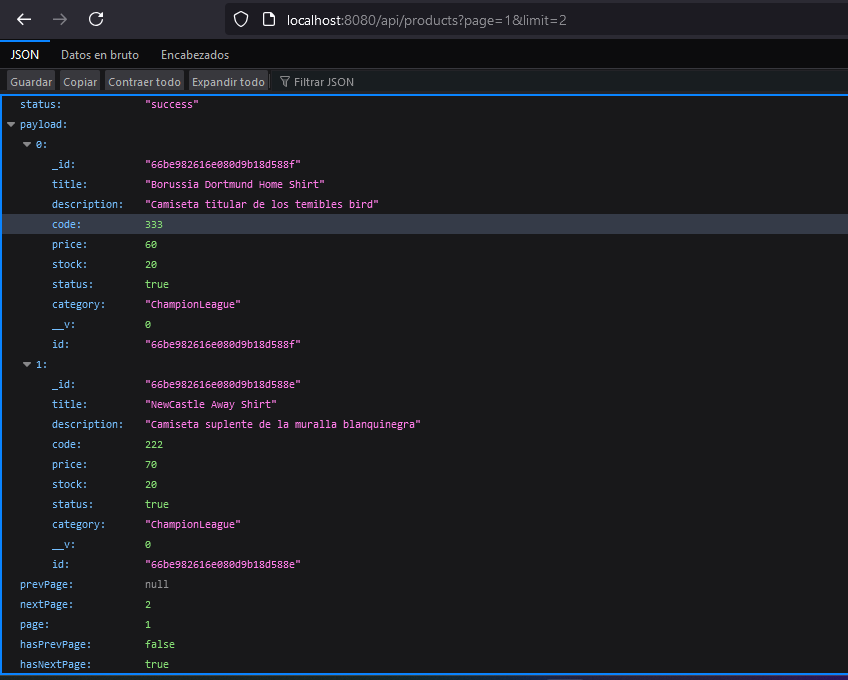 localhost:8080/api/products?page=1&limit=2
JSON Datos en bruto Encabezados
Guardar Copiar Contraer todo Expandir todo Filtrar JSON
status: "success"
payload:
0:
_id: "66be982616e080d9b18d588f"
title: "Borussia Dortmund Home Shirt"
description: "Camiseta titular de los temibles bird"
code: 333
price: 60
stock: 20
status: true
category: "ChampionLeague"
__v: 0
id: "66be982616e080d9b18d588f"
1:
_id: "66be982616e080d9b18d588e"
title: "NewCastle Away Shirt"
description: "Camiseta suplente de la muralla blanquinegra"
code: 222
price: 70
stock: 20
status: true
category: "ChampionLeague"
__v: 0
id: "66be982616e080d9b18d588e"
prevPage: null
nextPage: 2
page: 1
hasPrevPage: false
hasNextPage: true